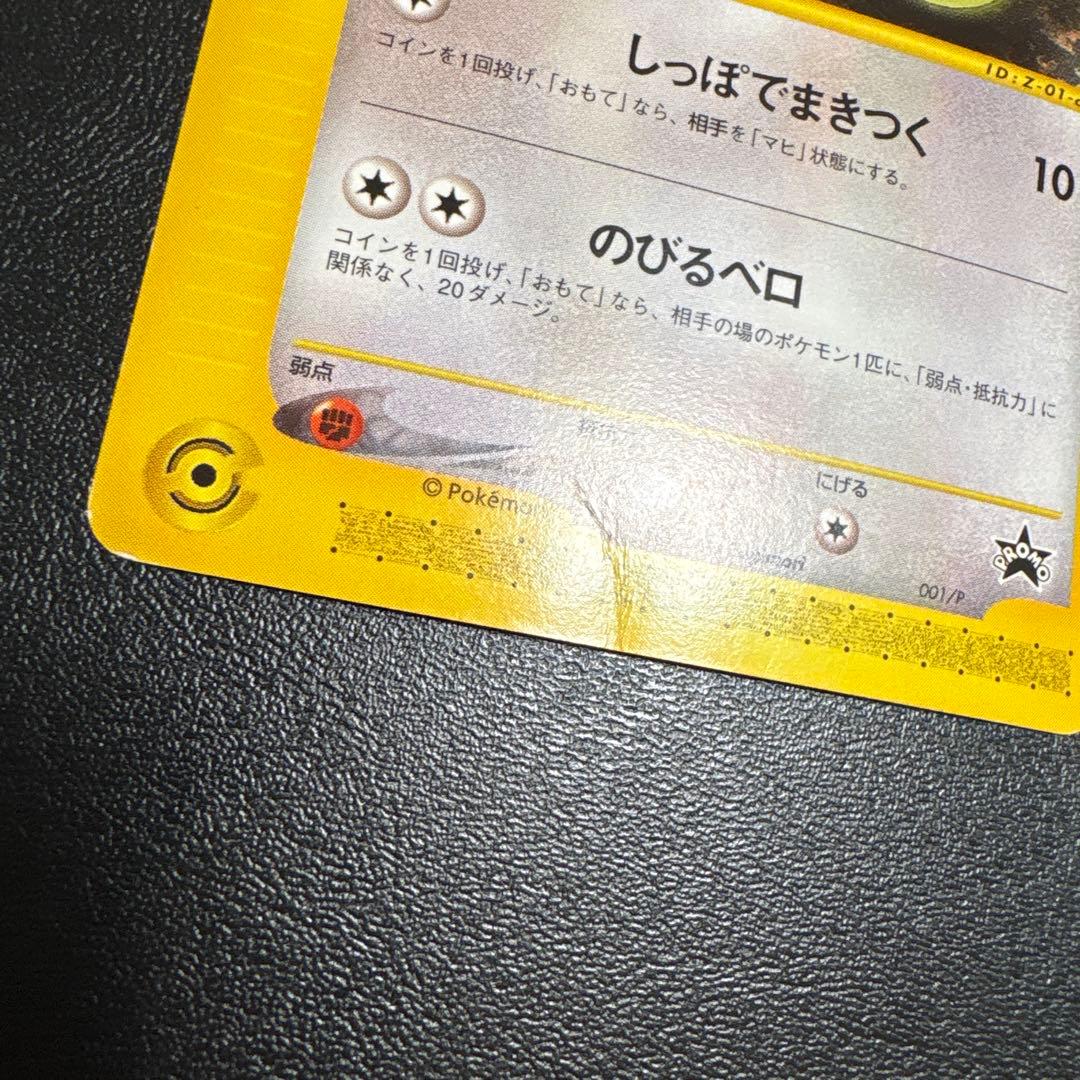 ID:Z-01-
しっぽでまきつく 10
コインを1回投げ、「おもて」なら、相手を「マヒ」状態にする。
のびるベロ
コインを1回投げ、「おもて」なら、相手の場のポケモン1匹に、「弱点・抵抗力」に
関係なく、20ダメージ。
弱点
にげる
© Pokémo
001/P
PROMO